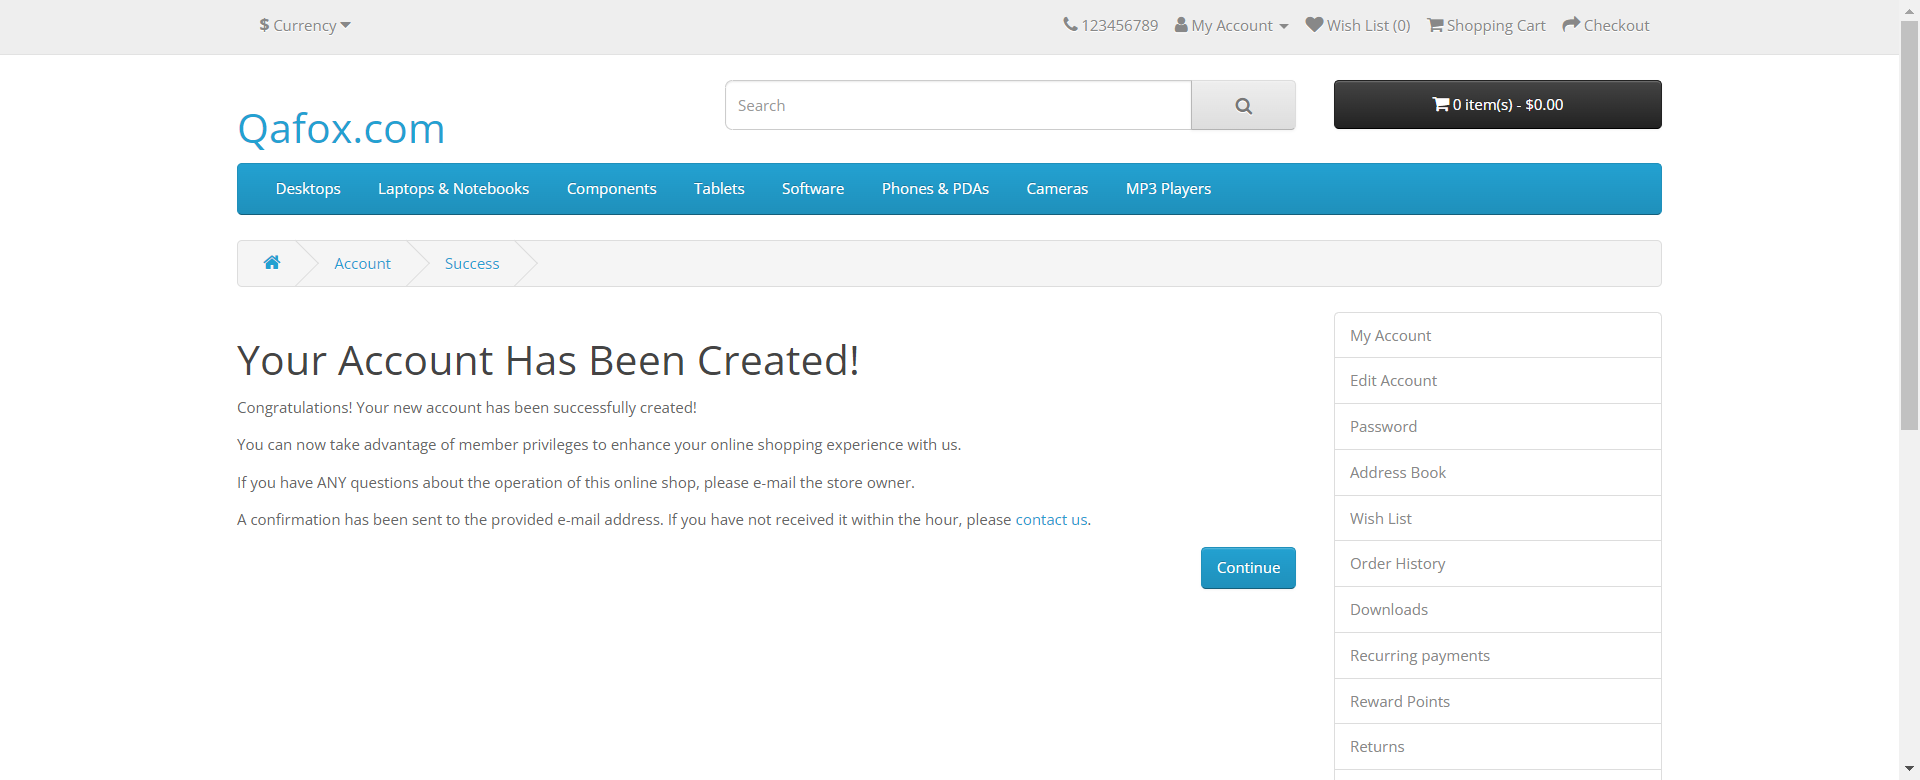 $ Currency
123456789 My Account Wish List (0) Shopping Cart Checkout
Qafox.com
Search
0 item(s) - $0.00
Desktops Laptops & Notebooks Components Tablets Software Phones & PDAs Cameras MP3 Players
Account Success
Your Account Has Been Created!
Congratulations! Your new account has been successfully created!
You can now take advantage of member privileges to enhance your online shopping experience with us.
If you have ANY questions about the operation of this online shop, please e-mail the store owner.
A confirmation has been sent to the provided e-mail address. If you have not received it within the hour, please contact us.
Continue
My Account
Edit Account
Password
Address Book
Wish List
Order History
Downloads
Recurring payments
Reward Points
Returns